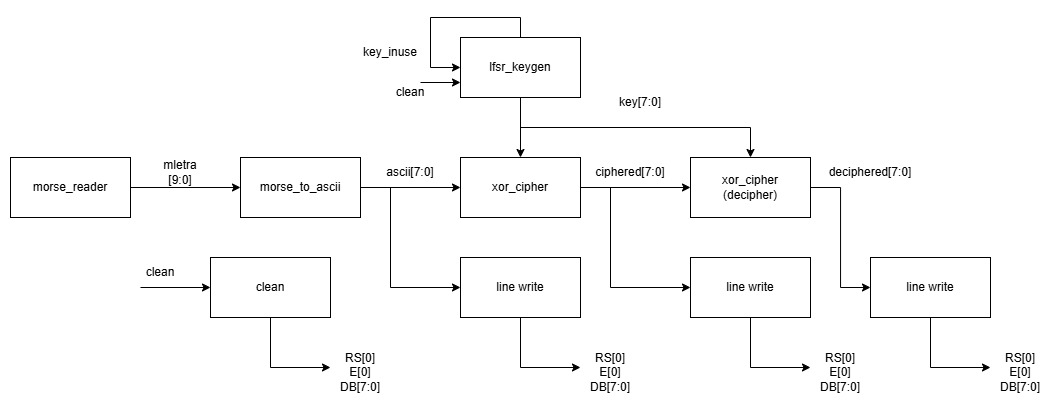 key_inuse
lfsr_keygen
clean
key[7:0]
mletra
[9:0]
ascii[7:0]
ciphered[7:0]
deciphered[7:0]
morse_reader
morse_to_ascii
xor_cipher
xor_cipher
(decipher)
clean
clean
line write
line write
line write
RS[0]
E[0]
DB[7:0]
RS[0]
E[0]
DB[7:0]
RS[0]
E[0]
DB[7:0]
RS[0]
E[0]
DB[7:0]